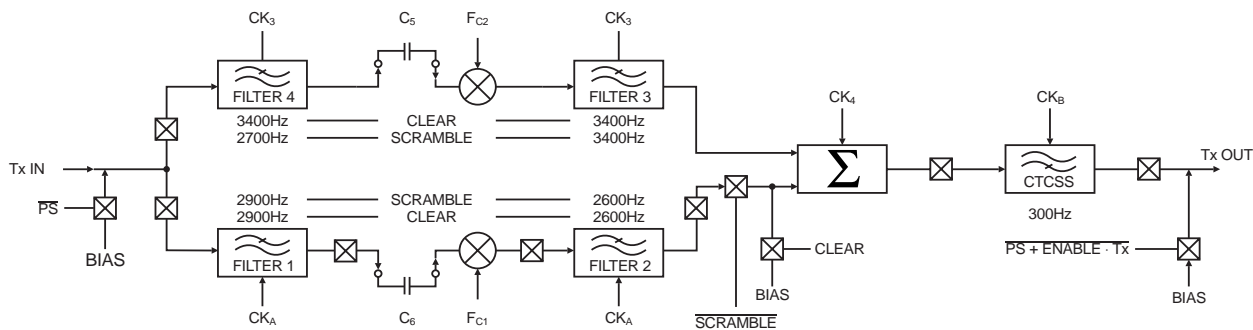 CK3 C5 FC2 CK3
FILTER 4 FILTER 3
3400Hz CLEAR 3400Hz
2700Hz SCRAMBLE 3400Hz
CK4 CKB
Tx IN Σ CTCSS Tx OUT
300Hz
PS
BIAS
2900Hz SCRAMBLE 2600Hz
2900Hz CLEAR 2600Hz
FILTER 1 FILTER 2
CLEAR PS + ENABLE · Tx
BIAS BIAS
CKA C6 FC1 CKA SCRAMBLE